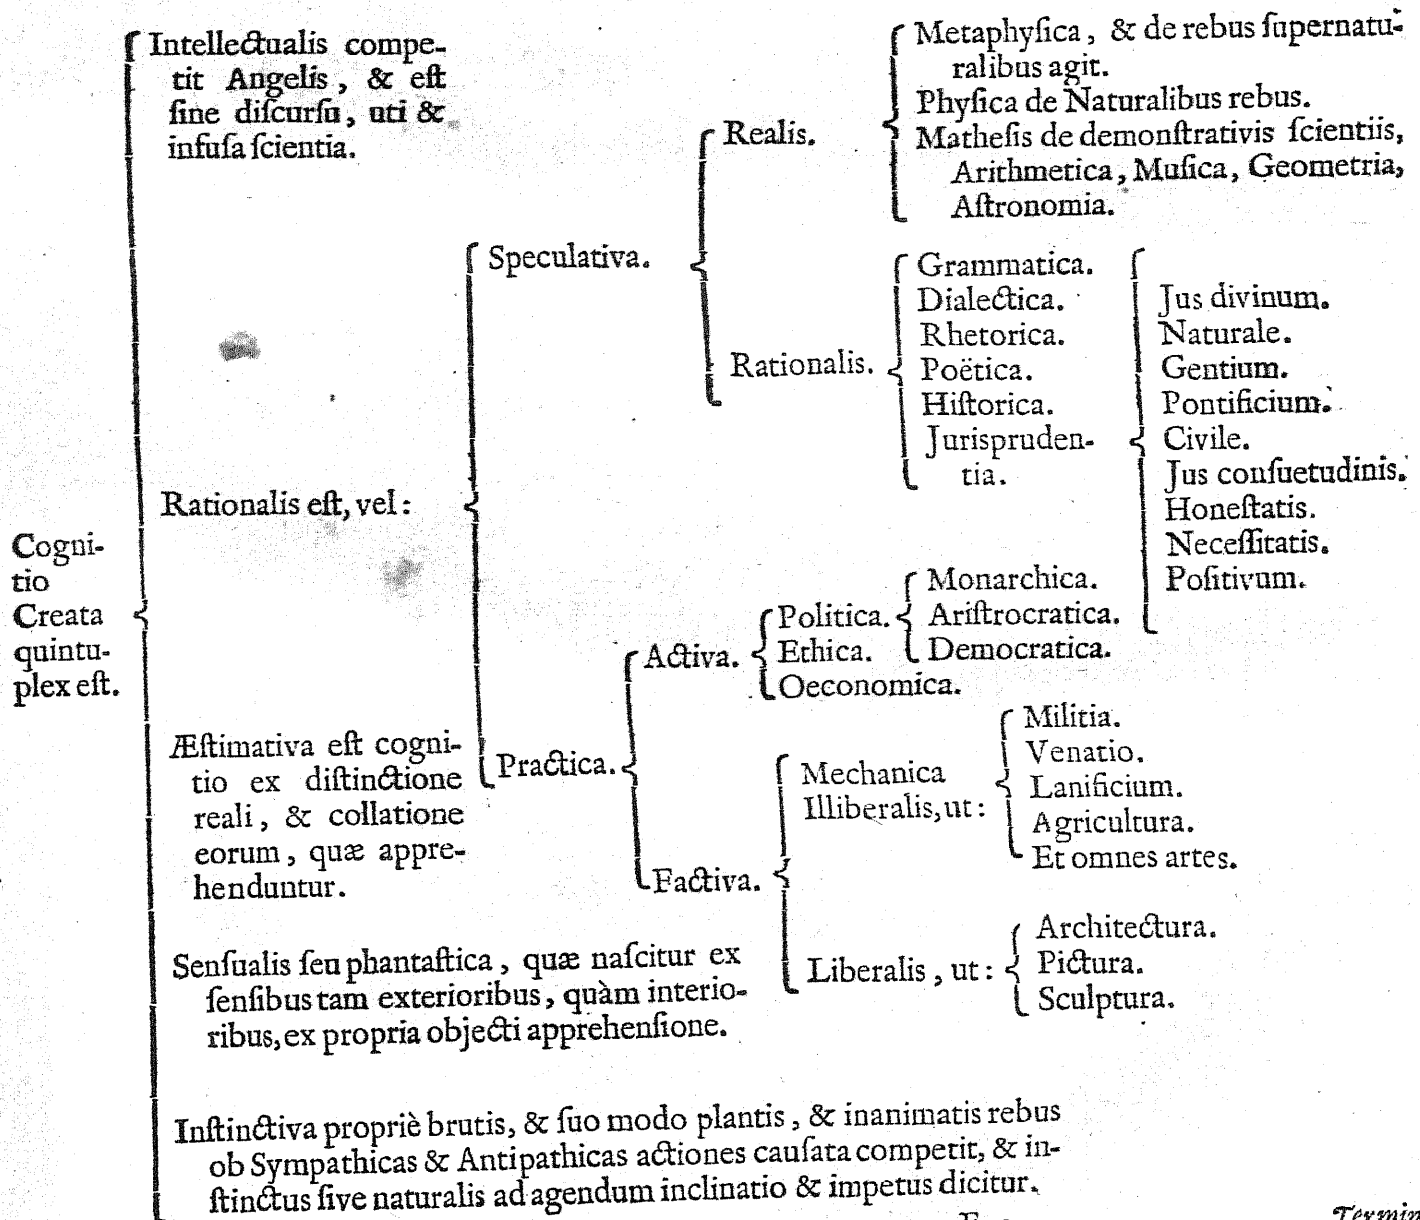 Intellectualis compe-
tit Angelis, & eſt
ſine diſcurſu, uti &
infuſa ſcientia.
Metaphyſica, & de rebus ſupernatu-
ralibus agit.
Phyſica de Naturalibus rebus.
Realis.
Matheſis de demonſtrativis ſcientiis,
Arithmetica, Muſica, Geometria,
Aſtronomia.
Speculativa.
Rationalis.
Grammatica.
Dialectica.
Rhetorica.
Poëtica.
Hiſtorica.
Jurispruden-
tia.
Jus divinum.
Naturale.
Gentium.
Pontificium.
Civile.
Jus conſuetudinis.
Honeſtatis.
Neceſſitatis.
Poſitivum.
Rationalis eſt, vel:
Cogni-
tio
Creata
quintu-
plex eſt.
Practica.
Activa.
Politica.
Ethica.
Oeconomica.
Monarchica.
Ariſtrocratica.
Democratica.
Factiva.
Mechanica
Illiberalis, ut:
Militia.
Venatio.
Lanificium.
Agricultura.
Et omnes artes.
Liberalis, ut:
Architectura.
Pictura.
Sculptura.
Æſtimativa eſt cogni-
tio ex diſtinctione
reali, & collatione
eorum, quæ appre-
henduntur.
Senſualis ſeu phantaſtica, quæ naſcitur ex
ſenſibus tam exterioribus, quàm interio-
ribus, ex propria objecti apprehenſione.
Inſtinctiva propriè brutis, & ſuo modo plantis, & inanimatis rebus
ob Sympathicas & Antipathicas actiones cauſata competit, & in-
ſtinctus ſive naturalis ad agendum inclinatio & impetus dicitur.